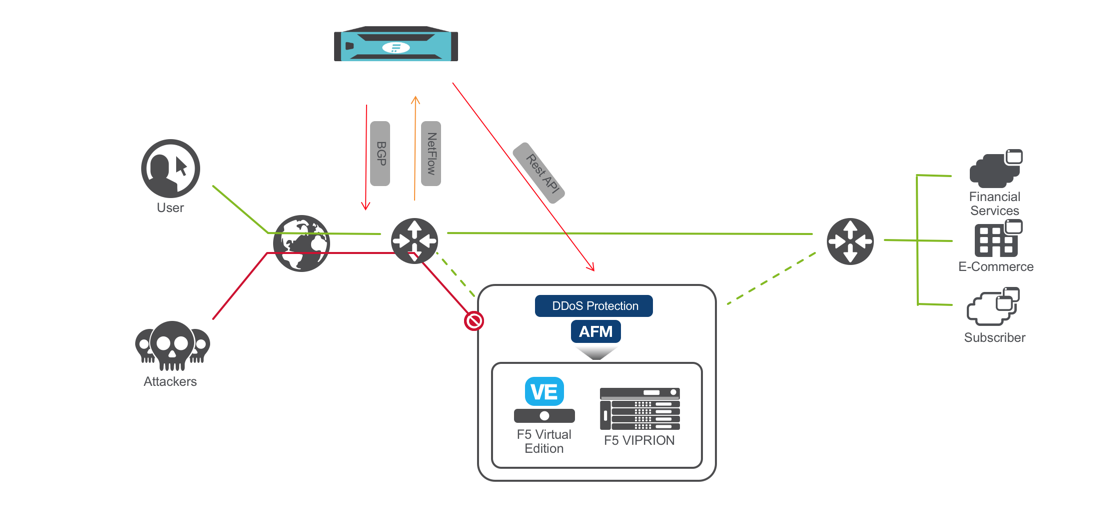 BGP
NetFlow
Rest API
User
Attackers
DDoS Protection
AFM
VE
F5 Virtual
Edition
F5 VIPRION
Financial
Services
E-Commerce
Subscriber